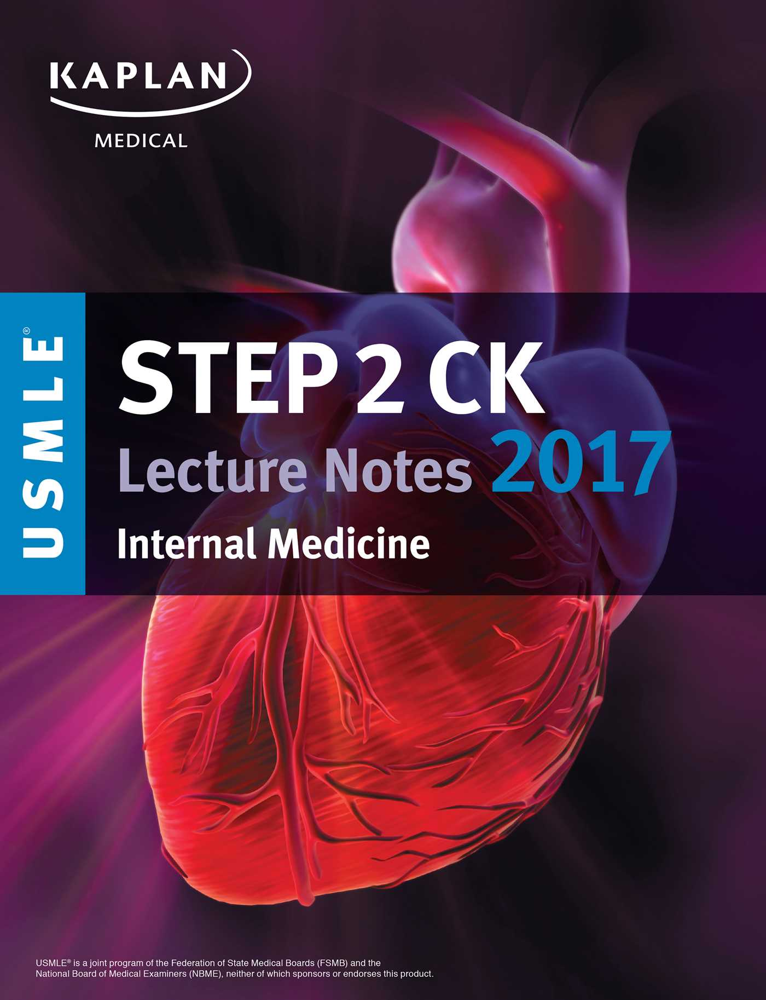 KAPLAN
MEDICAL
USMLE®
STEP 2 CK
Lecture Notes 2017
Internal Medicine
USMLE® is a joint program of the Federation of State Medical Boards (FSMB) and the
National Board of Medical Examiners (NBME), neither of which sponsors or endorses this product.